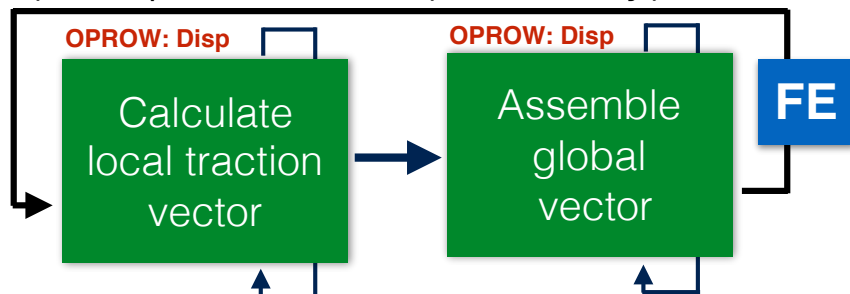 OPROW: Disp
OPROW: Disp
Calculate
local traction
vector
Assemble
global
vector
FE